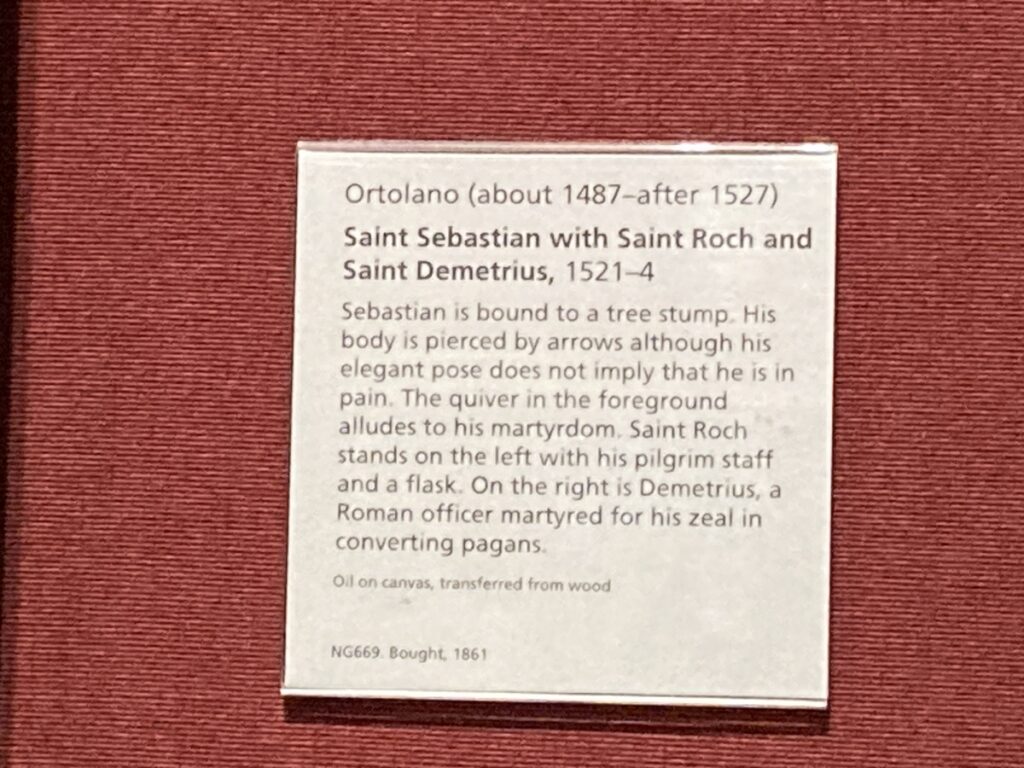 Ortolano (about 1487–after 1527)
Saint Sebastian with Saint Roch and
Saint Demetrius, 1521–4
Sebastian is bound to a tree stump. His
body is pierced by arrows although his
elegant pose does not imply that he is in
pain. The quiver in the foreground
alludes to his martyrdom. Saint Roch
stands on the left with his pilgrim staff
and a flask. On the right is Demetrius, a
Roman officer martyred for his zeal in
converting pagans.
Oil on canvas, transferred from wood
NG669. Bought, 1861